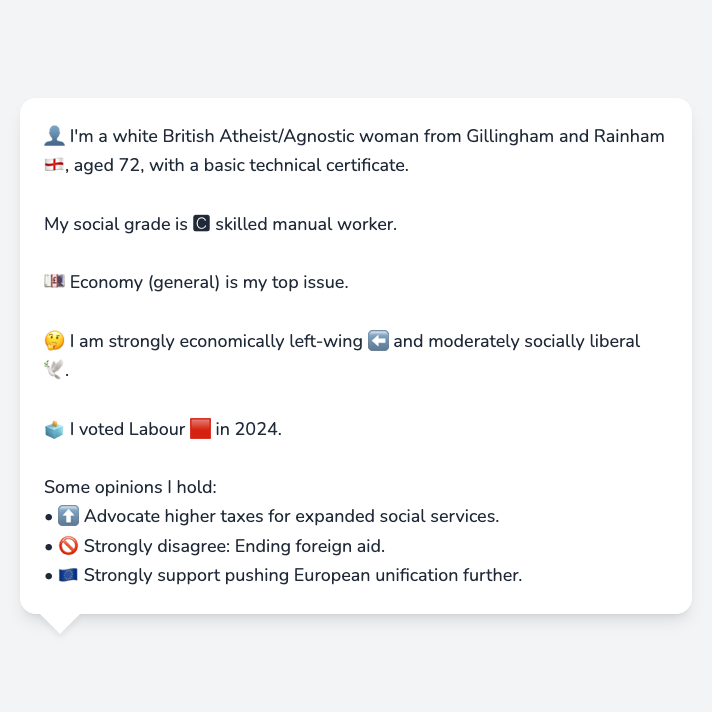 👤 I'm a white British Atheist/Agnostic woman from Gillingham and Rainham
🏴󠁧󠁢󠁥󠁮󠁧󠁿, aged 72, with a basic technical certificate.
My social grade is 🅲 skilled manual worker.
💷 Economy (general) is my top issue.
🤔 I am strongly economically left-wing ⬅️ and moderately socially liberal
🕊️.
🗳️ I voted Labour 🟥 in 2024.
Some opinions I hold:
• ⬆️ Advocate higher taxes for expanded social services.
• 🚫 Strongly disagree: Ending foreign aid.
• 🇪🇺 Strongly support pushing European unification further.